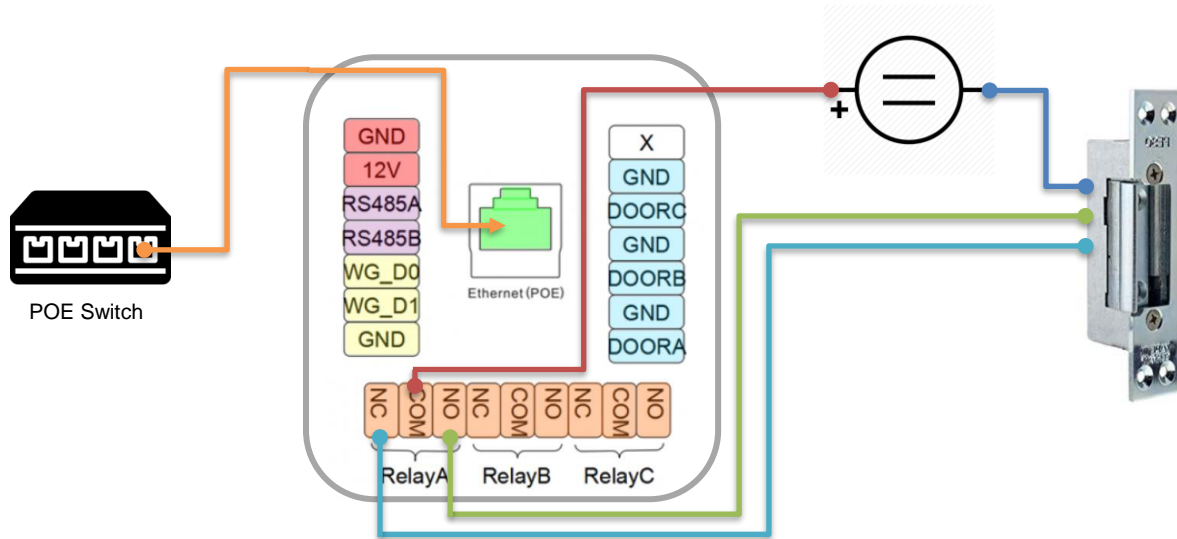 GND
12V
RS485A
RS485B
WG_D0
WG_D1
GND
Ethernet(POE)
X
GND
DOORC
GND
DOORB
GND
DOORA
+
NC
COM
NO
NC
COM
NO
NC
COM
NO
RelayA
RelayB
RelayC
POE Switch